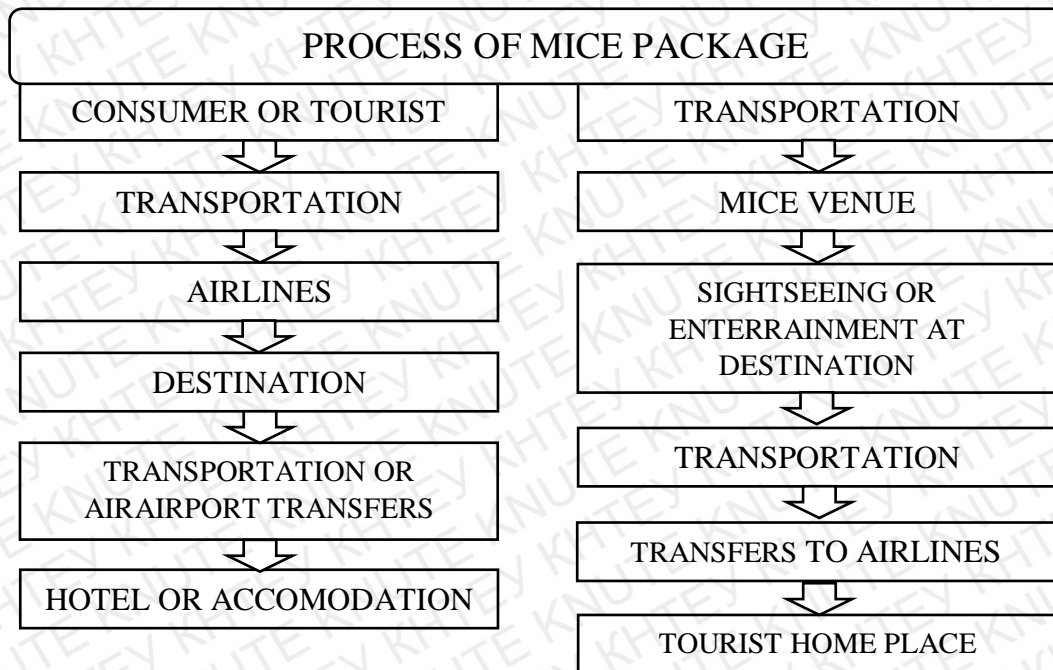 PROCESS OF MICE PACKAGE
CONSUMER OR TOURIST
TRANSPORTATION
AIRLINES
DESTINATION
TRANSPORTATION OR
AIRAIRPORT TRANSFERS
HOTEL OR ACCOMODATION
TRANSPORTATION
MICE VENUE
SIGHTSEEING OR
ENTERRAINMENT AT
DESTINATION
TRANSPORTATION
TRANSFERS TO AIRLINES
TOURIST HOME PLACE